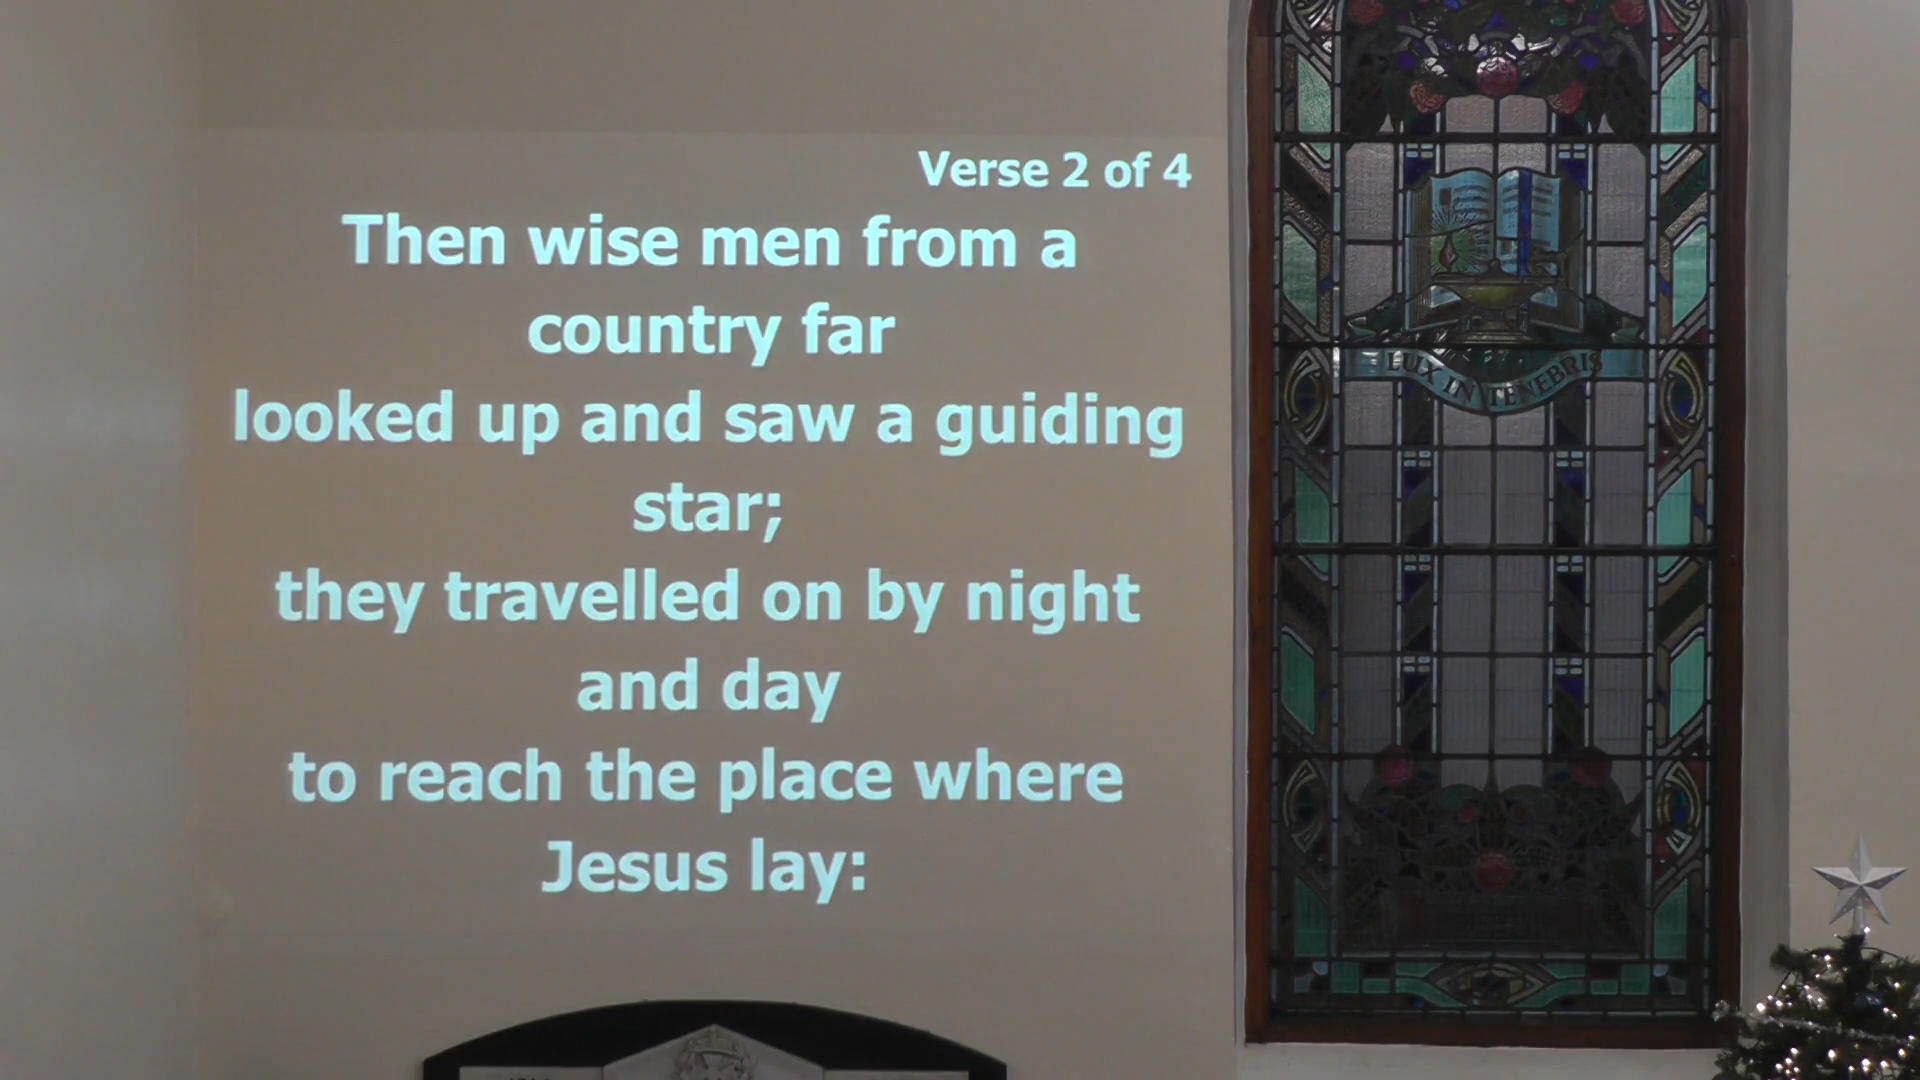 Verse 2 of 4
Then wise men from a
country far
looked up and saw a guiding
star;
they travelled on by night
and day
to reach the place where
Jesus lay:
LUX IN TENEBRIS